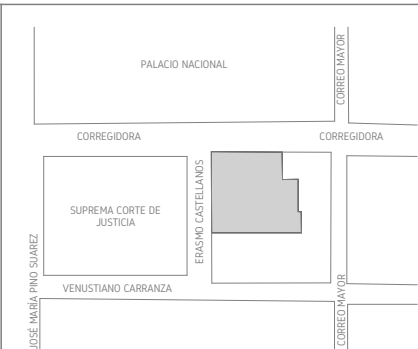 PALACIO NACIONAL
CORREO MAYOR
CORREGIDORA
CORREGIDORA
SUPREMA CORTE DE
JUSTICIA
ERASMO CASTELLANOS
JOSÉ MARÍA PINO SUAREZ
VENUSTIANO CARRANZA
CORREO MAYOR